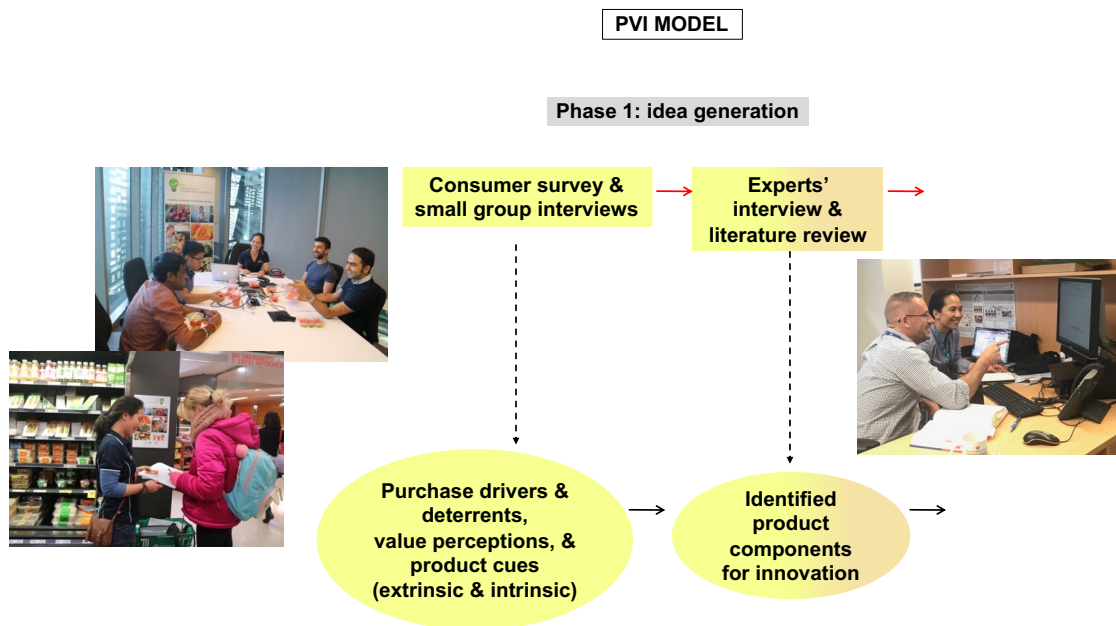 PVI MODEL
Phase 1: idea generation
Consumer survey &
small group interviews
Experts’
interview &
literature review
Purchase drivers &
deterrents,
value perceptions, &
product cues
(extrinsic & intrinsic)
Identified
product
components
for innovation